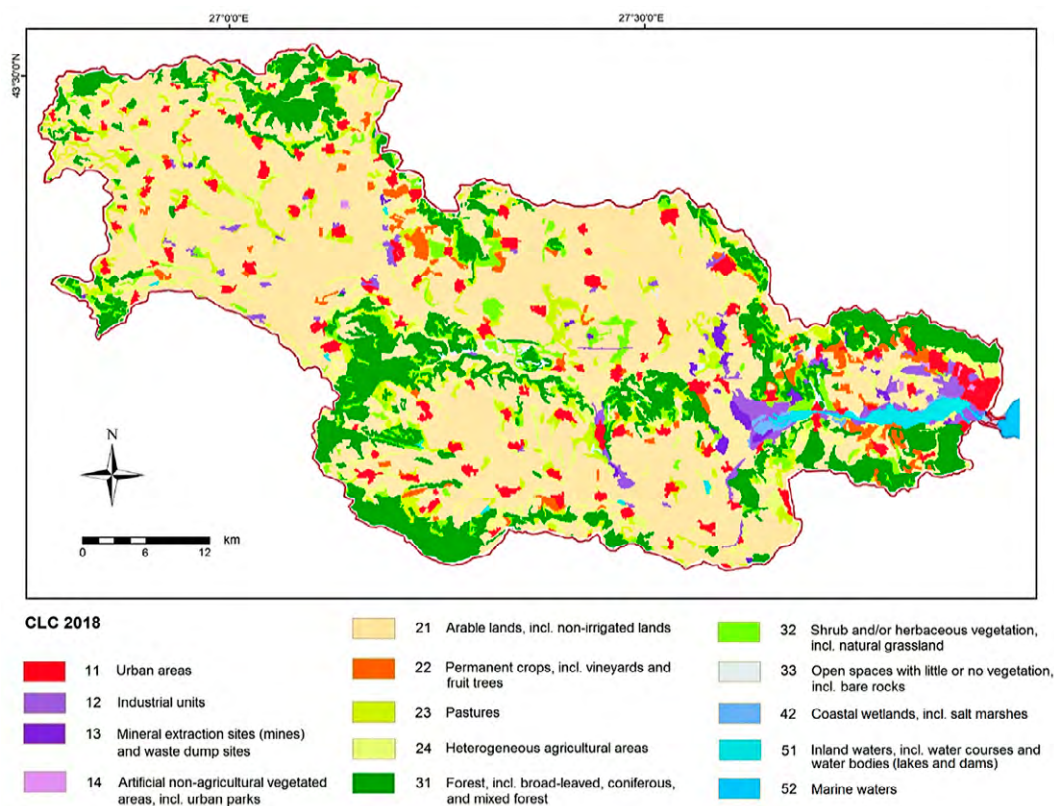 27°0'0"E
27°30'0"E
43°30'0"N
N
0 6 12 km
CLC 2018
11 Urban areas
12 Industrial units
13 Mineral extraction sites (mines)
and waste dump sites
14 Artificial non-agricultural vegetated
areas, incl. urban parks
21 Arable lands, incl. non-irrigated lands
22 Permanent crops, incl. vineyards and
fruit trees
23 Pastures
24 Heterogeneous agricultural areas
31 Forest, incl. broad-leaved, coniferous,
and mixed forest
32 Shrub and/or herbaceous vegetation,
incl. natural grassland
33 Open spaces with little or no vegetation,
incl. bare rocks
42 Coastal wetlands, incl. salt marshes
51 Inland waters, incl. water courses and
water bodies (lakes and dams)
52 Marine waters